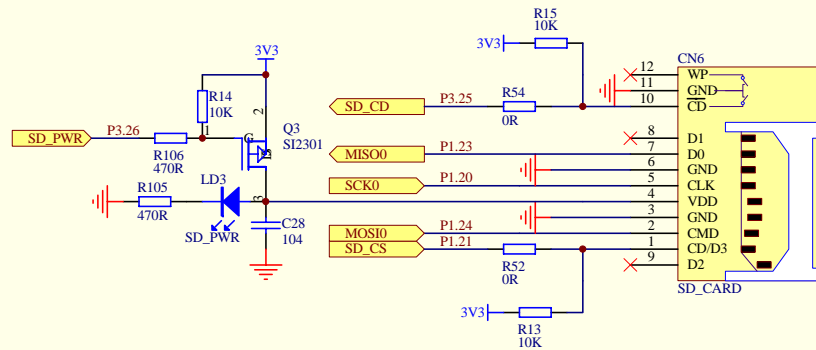 R15
10K
3V3
CN6
3V3
12 WP
11 GND
R14
10K
R54
SD_CD P3.25
10 CD
0R
2
Q3
SI2301
SD_PWR P3.26
1 G
8 D1
R106
470R
MISO0 P1.23
7 D0
6 GND
LD3
SCK0 P1.20
5 CLK
R105
470R
3
4 VDD
C28
104
SD_PWR
3 GND
MOSI0 P1.24
2 CMD
SD_CS P1.21
1 CD/D3
R52
0R
9 D2
SD_CARD
3V3
R13
10K